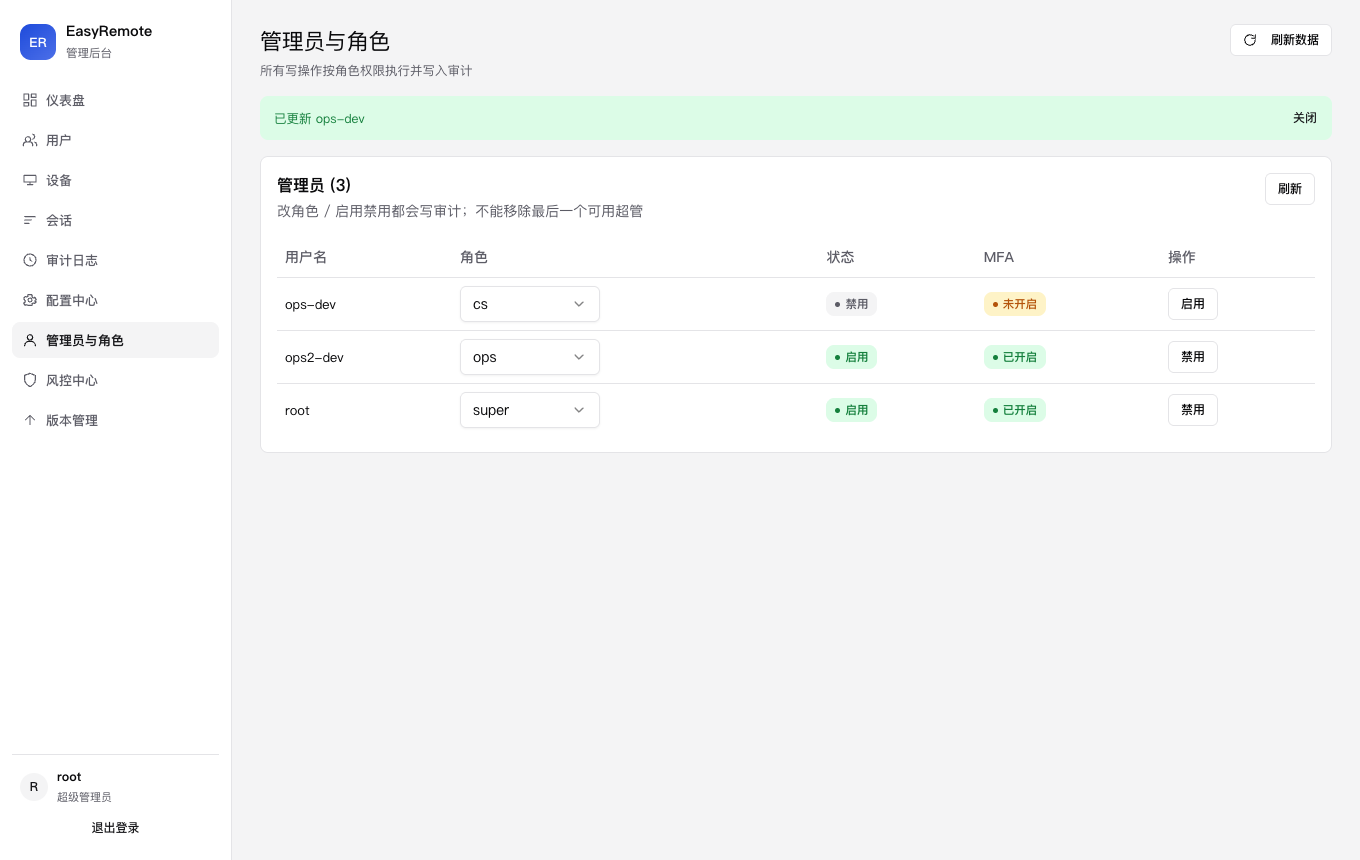 ER
EasyRemote
管理后台
仪表盘
用户
设备
会话
审计日志
配置中心
管理员与角色
风控中心
版本管理
R
root
超级管理员
退出登录
管理员与角色
所有写操作按角色权限执行并写入审计
刷新数据
已更新 ops-dev
关闭
管理员 (3)
改角色 / 启用禁用都会写审计；不能移除最后一个可用超管
刷新
用户名 角色 状态 MFA 操作
ops-dev cs 禁用 未开启 启用
ops2-dev ops 启用 已开启 禁用
root super 启用 已开启 禁用